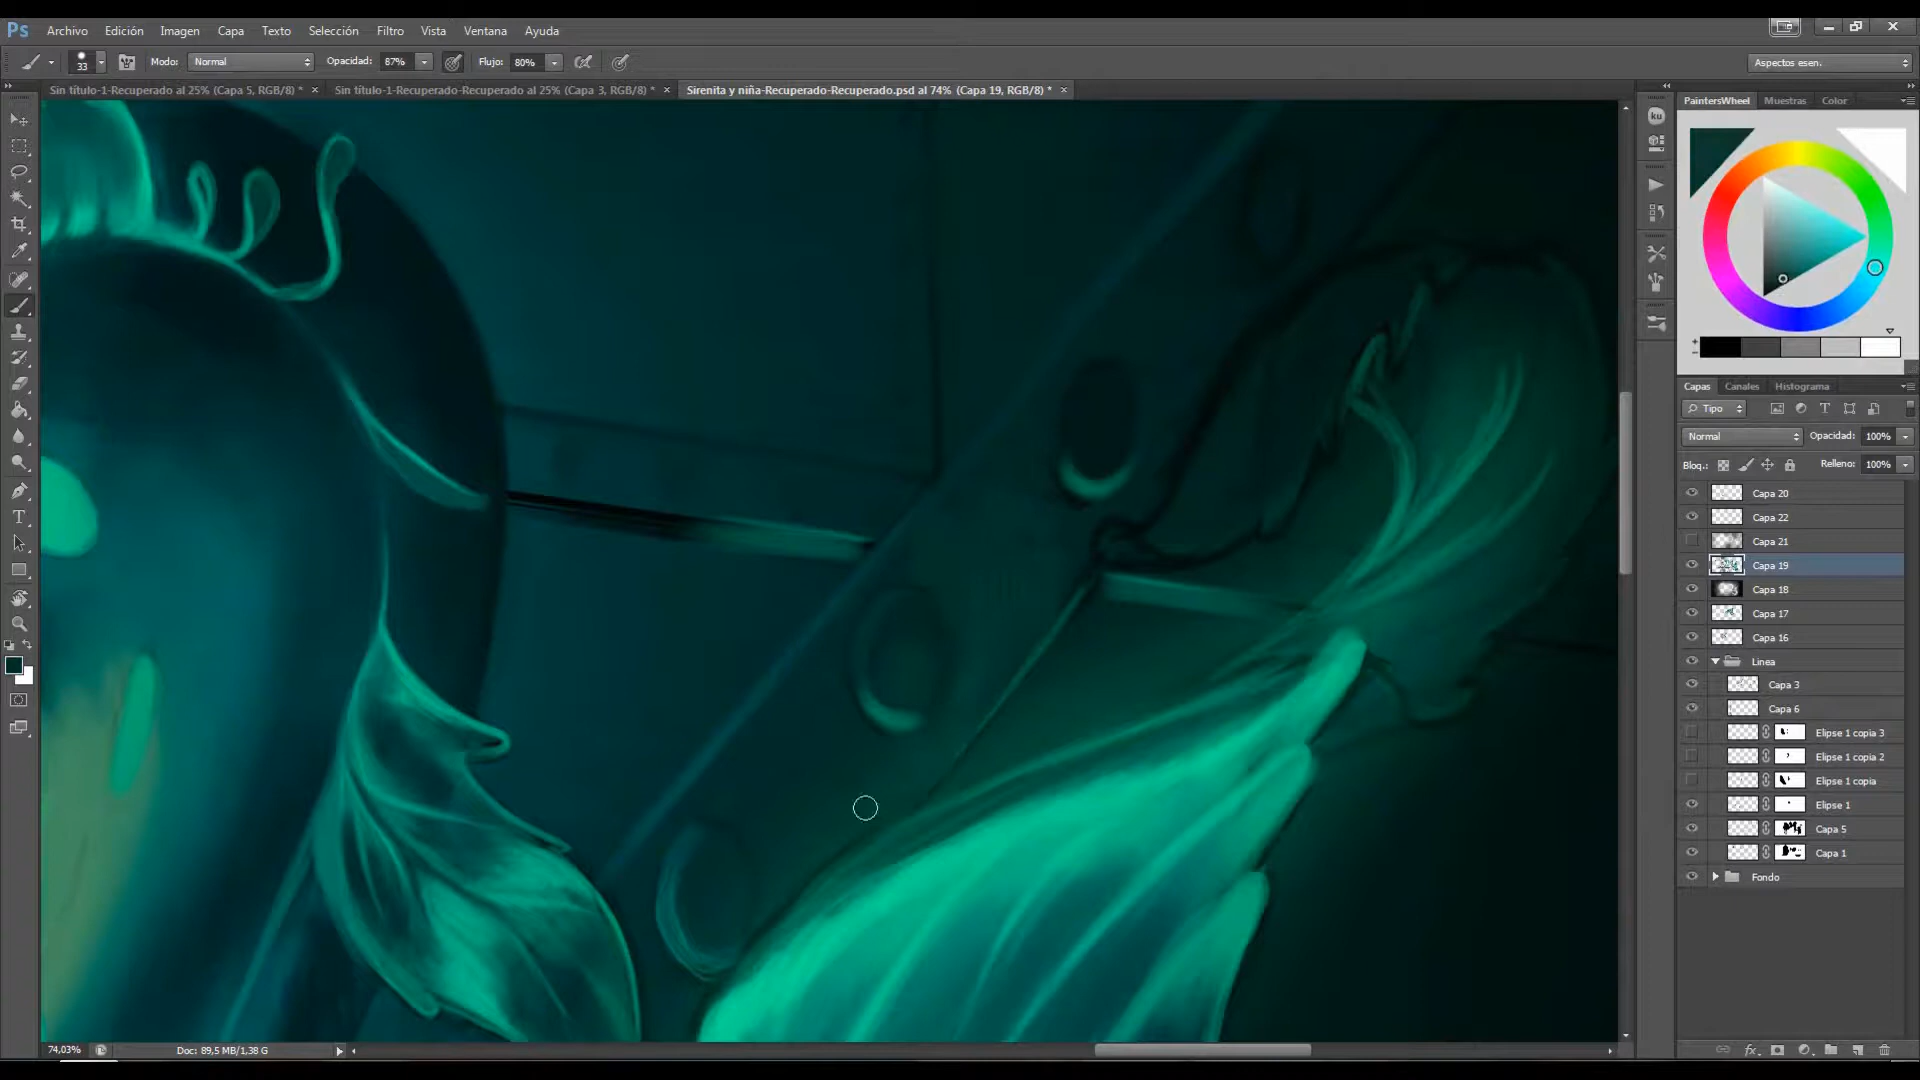 Ps Archivo Edición Imagen Capa Texto Selección Filtro Vista Ventana Ayuda
33 Modo: Normal Opacidad: 87% Flujo: 80% Aspectos esen.
Sin título-1-Recuperado al 25% (Capa 5, RGB/8) * × Sin título-1-Recuperado-Recuperado al 25% (Capa 3, RGB/8) * × Sirenita y niña-Recuperado-Recuperado.psd al 74% (Capa 19, RGB/8) * ×
PaintersWheel Muestras Color
ku
Capas Canales Histograma
Tipo
Normal Opacidad: 100%
Bloq.: Relleno: 100%
Capa 20
Capa 22
Capa 21
Capa 19
Capa 18
Capa 17
Capa 16
Linea
Capa 3
Capa 6
Elipse 1 copia 3
Elipse 1 copia 2
Elipse 1 copia
Elipse 1
Capa 5
Capa 1
Fondo
74,03% Doc: 89,5 MB/1,38 G
fx